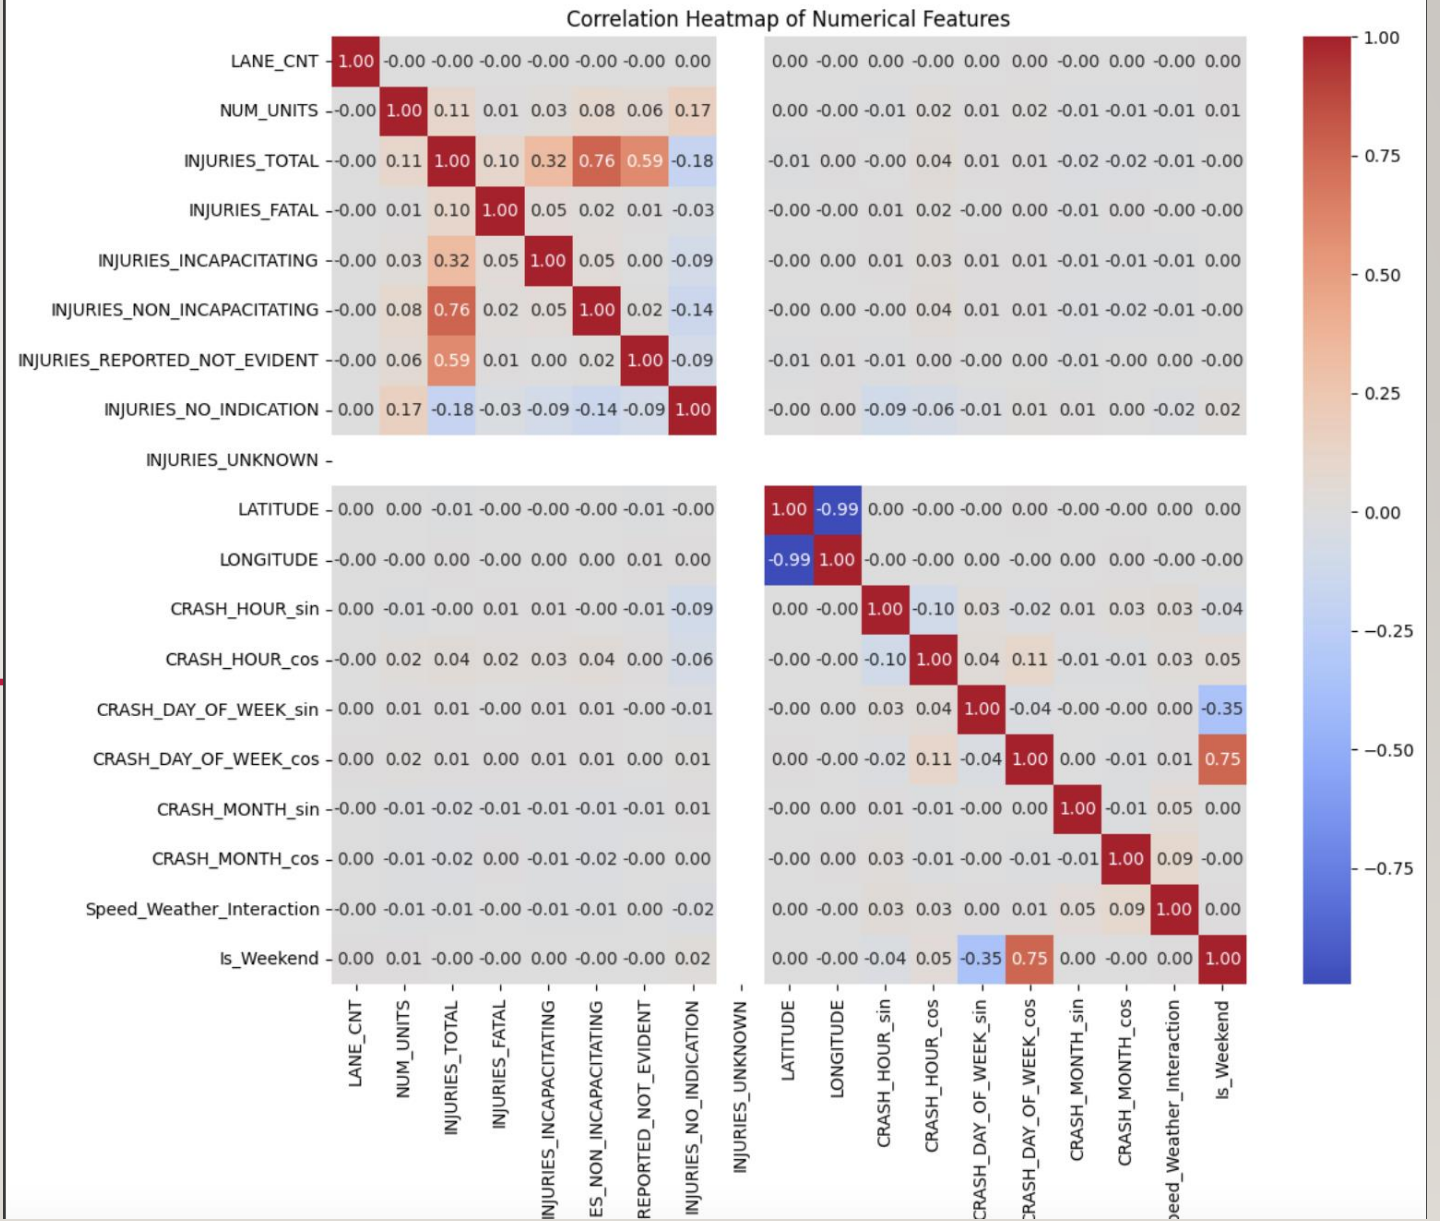 Correlation Heatmap of Numerical Features
LANE_CNT 1.00 -0.00 -0.00 -0.00 -0.00 -0.00 -0.00 0.00 0.00 -0.00 0.00 -0.00 0.00 0.00 -0.00 0.00 -0.00 0.00
NUM_UNITS -0.00 1.00 0.11 0.01 0.03 0.08 0.06 0.17 0.00 -0.00 -0.01 0.02 0.01 0.02 -0.01 -0.01 -0.01 0.01
INJURIES_TOTAL -0.00 0.11 1.00 0.10 0.32 0.76 0.59 -0.18 -0.01 0.00 -0.00 0.04 0.01 0.01 -0.02 -0.02 -0.01 -0.00
INJURIES_FATAL -0.00 0.01 0.10 1.00 0.05 0.02 0.01 -0.03 -0.00 -0.00 0.01 0.02 -0.00 0.00 -0.01 0.00 -0.00 -0.00
INJURIES_INCAPACITATING -0.00 0.03 0.32 0.05 1.00 0.05 0.00 -0.09 -0.00 0.00 0.01 0.03 0.01 0.01 -0.01 -0.01 -0.01 0.00
INJURIES_NON_INCAPACITATING -0.00 0.08 0.76 0.02 0.05 1.00 0.02 -0.14 -0.00 0.00 -0.00 0.04 0.01 0.01 -0.01 -0.02 -0.01 -0.00
INJURIES_REPORTED_NOT_EVIDENT -0.00 0.06 0.59 0.01 0.00 0.02 1.00 -0.09 -0.01 0.01 -0.01 0.00 -0.00 0.00 -0.01 -0.00 0.00 -0.00
INJURIES_NO_INDICATION 0.00 0.17 -0.18 -0.03 -0.09 -0.14 -0.09 1.00 -0.00 0.00 -0.09 -0.06 -0.01 0.01 0.01 0.00 -0.02 0.02
INJURIES_UNKNOWN
LATITUDE 0.00 0.00 -0.01 -0.00 -0.00 -0.00 -0.01 -0.00 1.00 -0.99 0.00 -0.00 -0.00 0.00 -0.00 -0.00 0.00 0.00
LONGITUDE -0.00 -0.00 0.00 -0.00 0.00 0.00 0.01 0.00 -0.99 1.00 -0.00 -0.00 0.00 -0.00 0.00 0.00 -0.00 -0.00
CRASH_HOUR_sin 0.00 -0.01 -0.00 0.01 0.01 -0.00 -0.01 -0.09 0.00 -0.00 1.00 -0.10 0.03 -0.02 0.01 0.03 0.03 -0.04
CRASH_HOUR_cos -0.00 0.02 0.04 0.02 0.03 0.04 0.00 -0.06 -0.00 -0.00 -0.10 1.00 0.04 0.11 -0.01 -0.01 0.03 0.05
CRASH_DAY_OF_WEEK_sin 0.00 0.01 0.01 -0.00 0.01 0.01 -0.00 -0.01 -0.00 0.00 0.03 0.04 1.00 -0.04 -0.00 -0.00 0.00 -0.35
CRASH_DAY_OF_WEEK_cos 0.00 0.02 0.01 0.00 0.01 0.01 0.00 0.01 0.00 -0.00 -0.02 0.11 -0.04 1.00 0.00 -0.01 0.01 0.75
CRASH_MONTH_sin -0.00 -0.01 -0.02 -0.01 -0.01 -0.01 -0.01 0.01 -0.00 0.00 0.01 -0.01 -0.00 0.00 1.00 -0.01 0.05 0.00
CRASH_MONTH_cos 0.00 -0.01 -0.02 0.00 -0.01 -0.02 -0.00 0.00 -0.00 0.00 0.03 -0.01 -0.00 -0.01 -0.01 1.00 0.09 -0.00
Speed_Weather_Interaction -0.00 -0.01 -0.01 -0.00 -0.01 -0.01 0.00 -0.02 0.00 -0.00 0.03 0.03 0.00 0.01 0.05 0.09 1.00 0.00
Is_Weekend 0.00 0.01 -0.00 -0.00 0.00 -0.00 -0.00 0.02 0.00 -0.00 -0.04 0.05 -0.35 0.75 0.00 -0.00 0.00 1.00
LANE_CNT
NUM_UNITS
INJURIES_TOTAL
INJURIES_FATAL
INJURIES_INCAPACITATING
ES_NON_INCAPACITATING
REPORTED_NOT_EVIDENT
INJURIES_NO_INDICATION
INJURIES_UNKNOWN
LATITUDE
LONGITUDE
CRASH_HOUR_sin
CRASH_HOUR_cos
CRASH_DAY_OF_WEEK_sin
CRASH_DAY_OF_WEEK_cos
CRASH_MONTH_sin
CRASH_MONTH_cos
peed_Weather_Interaction
Is_Weekend
1.00
0.75
0.50
0.25
0.00
−0.25
−0.50
−0.75